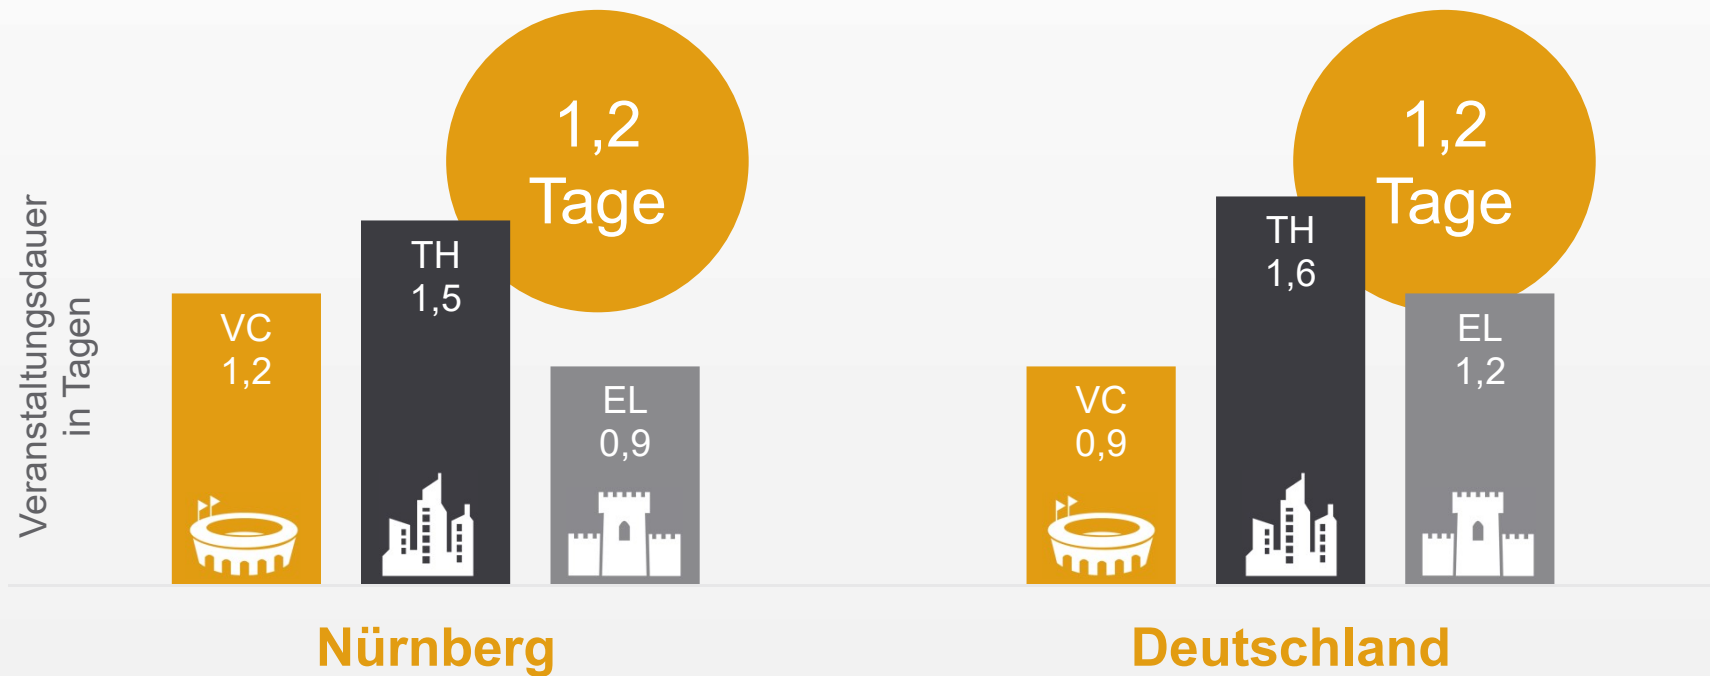 Veranstaltungsdauer
in Tagen
1,2
Tage
VC
1,2
TH
1,5
EL
0,9
Nürnberg
1,2
Tage
VC
0,9
TH
1,6
EL
1,2
Deutschland